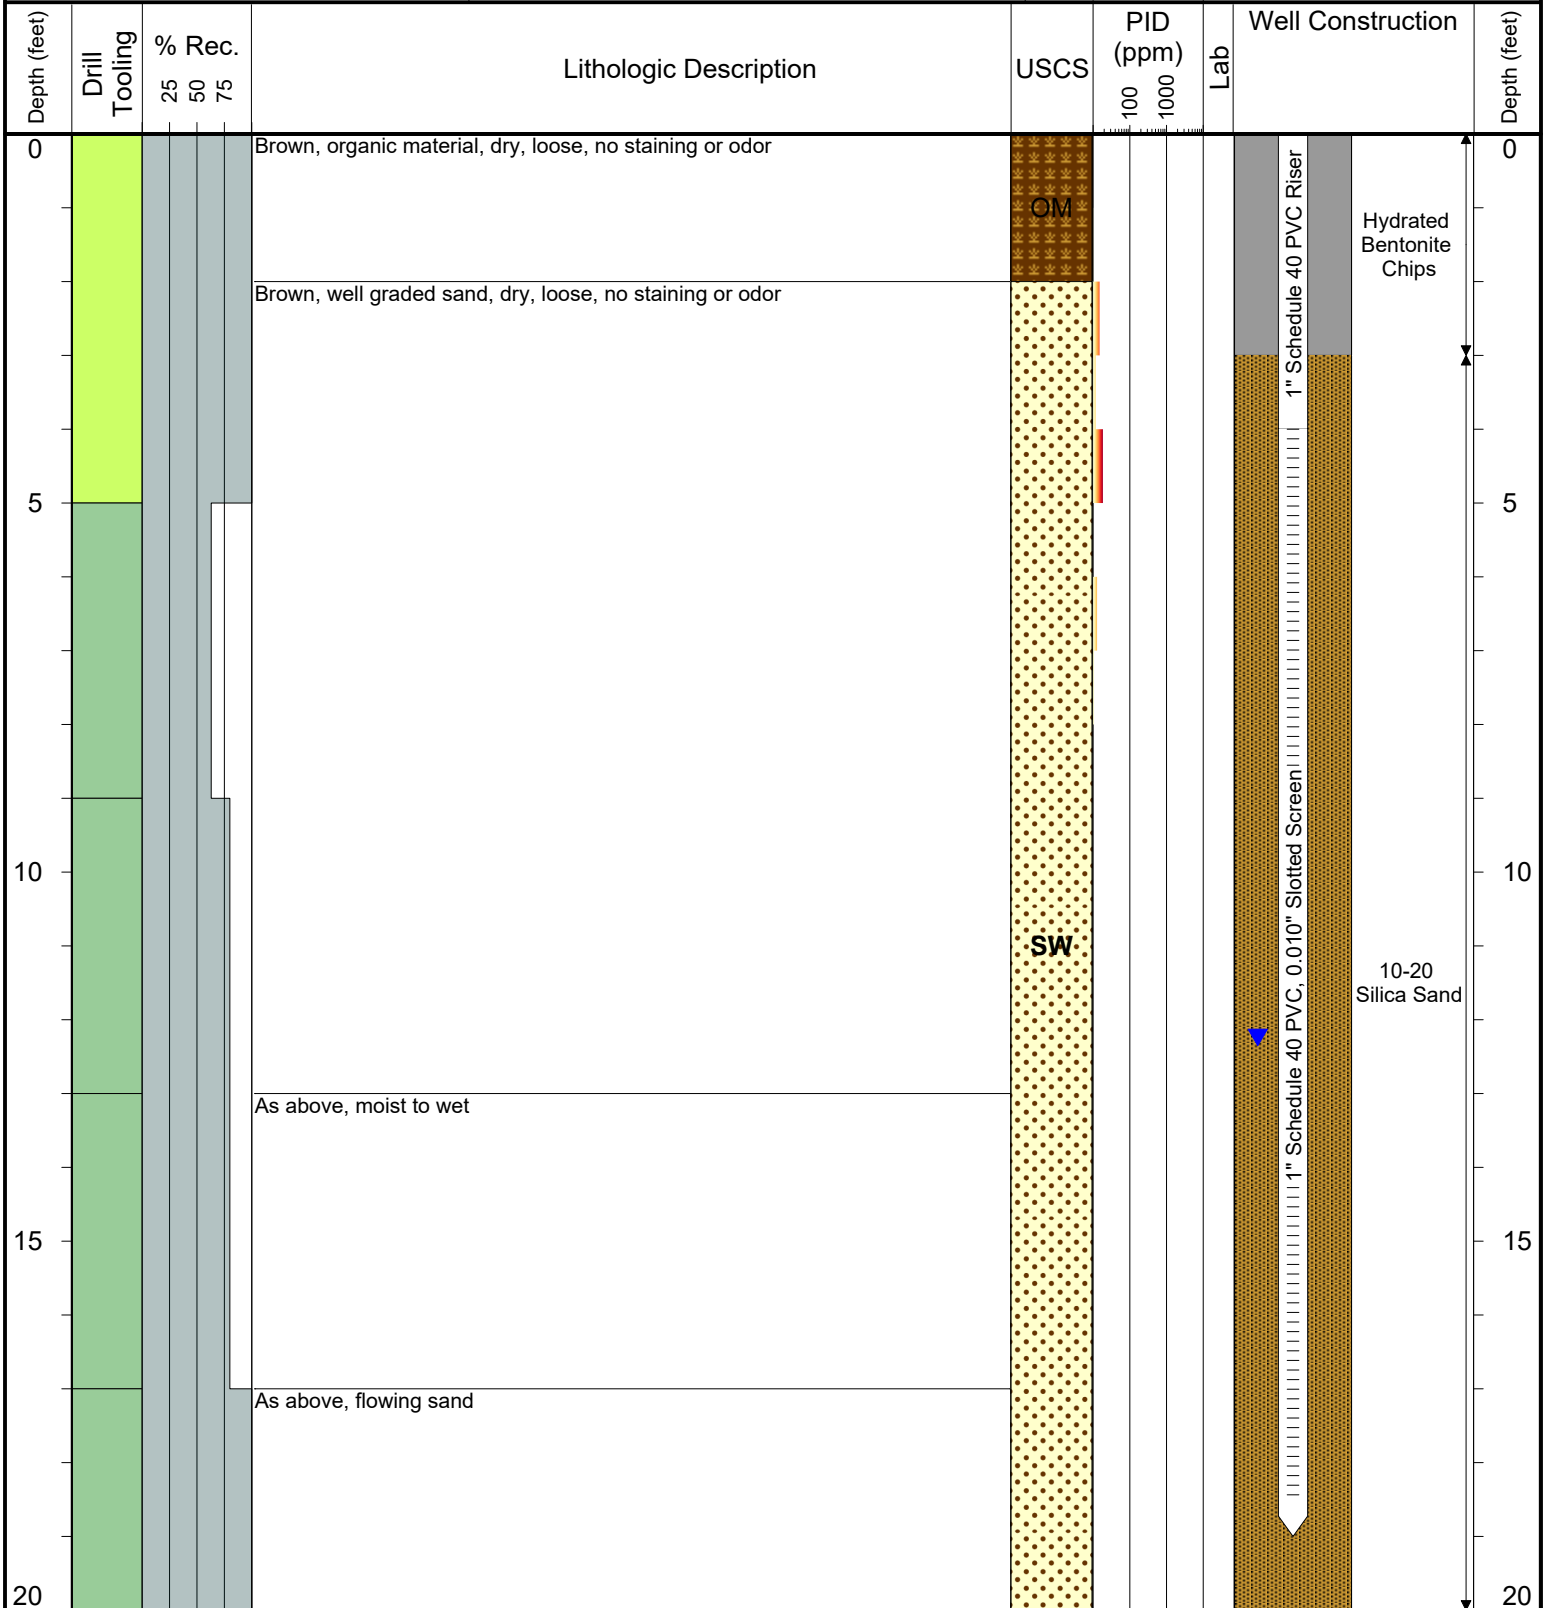 Depth (feet)
Drill
Tooling
% Rec.
25
50
75
Lithologic Description
USCS
PID
(ppm)
100
1000
Lab
Well Construction
Depth (feet)
0
Brown, organic material, dry, loose, no staining or odor
OM
1" Schedule 40 PVC Riser
Hydrated
Bentonite
Chips
0
Brown, well graded sand, dry, loose, no staining or odor
5
5
10
SW
1" Schedule 40 PVC, 0.010" Slotted Screen
10-20
Silica Sand
10
As above, moist to wet
15
15
As above, flowing sand
20
20